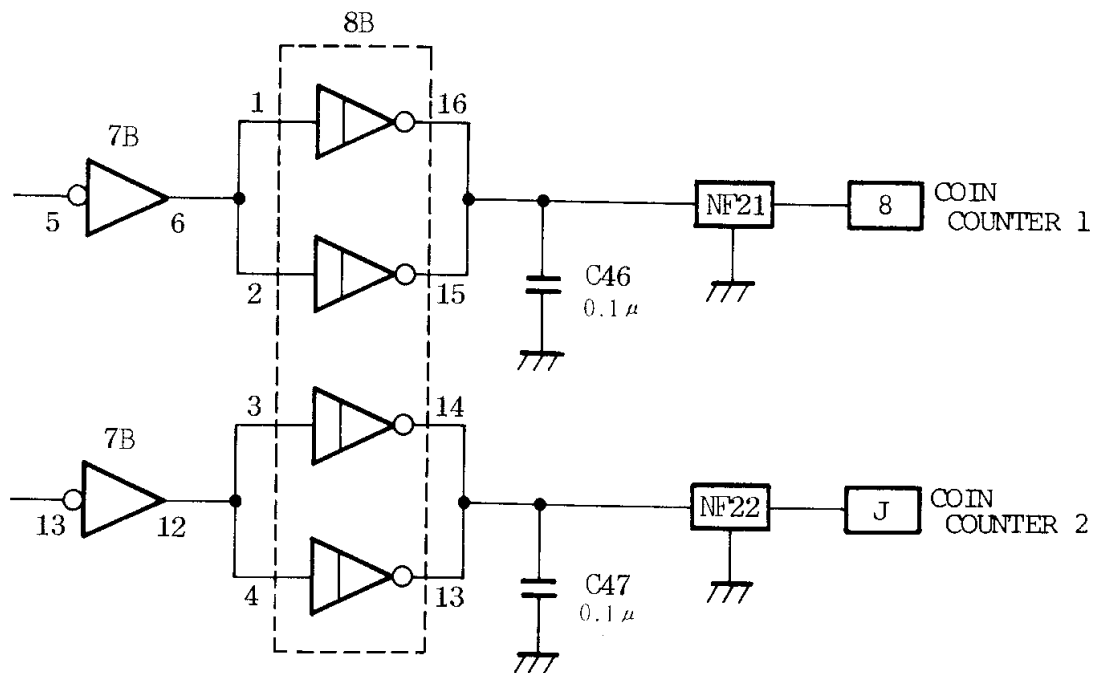 8B
1
16
7B
5
6
NF21
8
COIN
COUNTER 1
2
15
C46
0.1μ
3
14
7B
13
12
NF22
J
COIN
COUNTER 2
4
13
C47
0.1μ